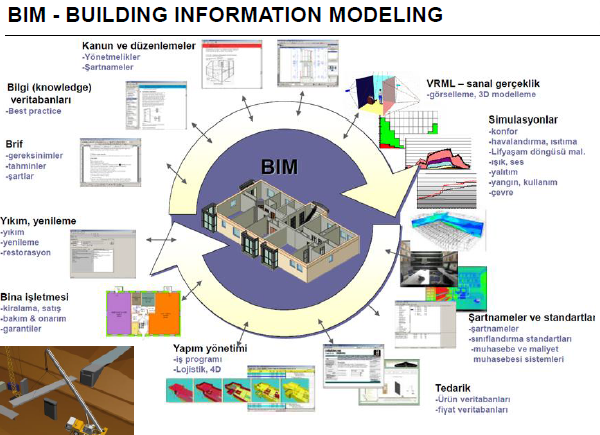 BIM - BUILDING INFORMATION MODELING
Kanun ve düzenlemeler
-Yönetmelikler
-Şartnameler
Bilgi (knowledge)
veritabanları
-Best practice
Brif
-gereksinimler
-tahminler
-şartlar
Yıkım, yenileme
-yıkım
-yenileme
-restorasyon
Bina işletmesi
-kiralama, satış
-bakım & onarım
-garantiler
Yapım yönetimi
-iş programı
-Lojistik, 4D
BIM
VRML – sanal gerçeklik
-görselleme, 3D modelleme
Simulasyonlar
-konfor
-havalandırma, ısıtma
-Lifyaşam döngüsü mal.
-ışık, ses
-yalıtım
-yangın, kullanım
-çevre
Şartnameler ve standartlar
-şartnameler
-sınıflandırma standartları
-muhasebe ve maliyet
muhasebesi sistemleri
Tedarik
-Ürün veritabanları
-fiyat veritabanları